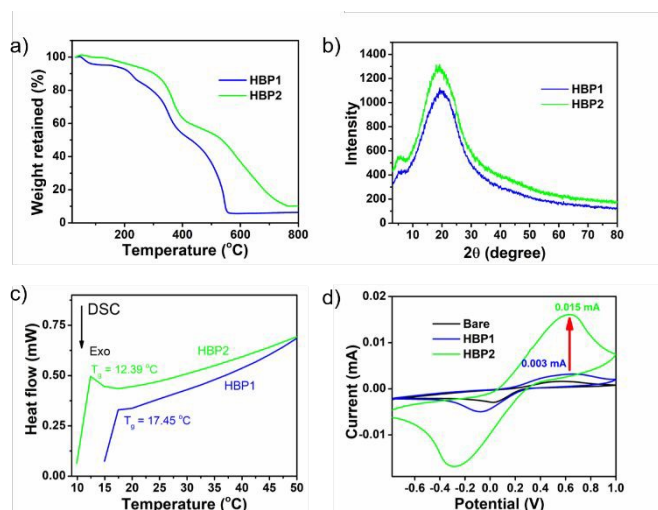 a)
100
80
60
40
20
0
Weight retained (%)
HBP1
HBP2
0 200 400 600 800
Temperature (°C)
b)
1400
1200
1000
800
600
400
200
0
Intensity
HBP1
HBP2
10 20 30 40 50 60 70 80
2θ (degree)
c)
DSC
Exo
0.75
0.50
0.25
0.00
Heat flow (mW)
HBP2
T_g = 12.39 °C
HBP1
T_g = 17.45 °C
10 15 20 25 30 35 40 45 50
Temperature (°C)
d)
0.02
0.01
0.00
-0.01
Current (mA)
Bare
HBP1
HBP2
0.015 mA
0.003 mA
-0.6 -0.4 -0.2 0.0 0.2 0.4 0.6 0.8 1.0
Potential (V)